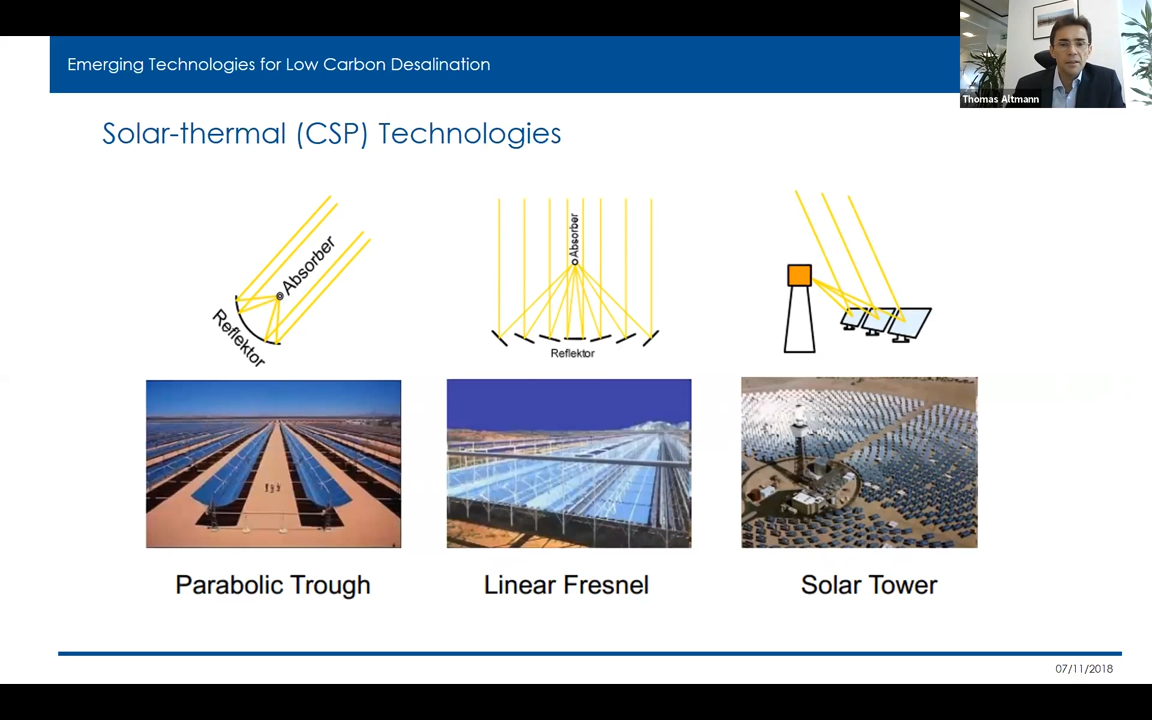 Emerging Technologies for Low Carbon Desalination
Thomas Altmann
Solar-thermal (CSP) Technologies
Absorber
Reflektor
Absorber
Reflektor
Parabolic Trough
Linear Fresnel
Solar Tower
07/11/2018